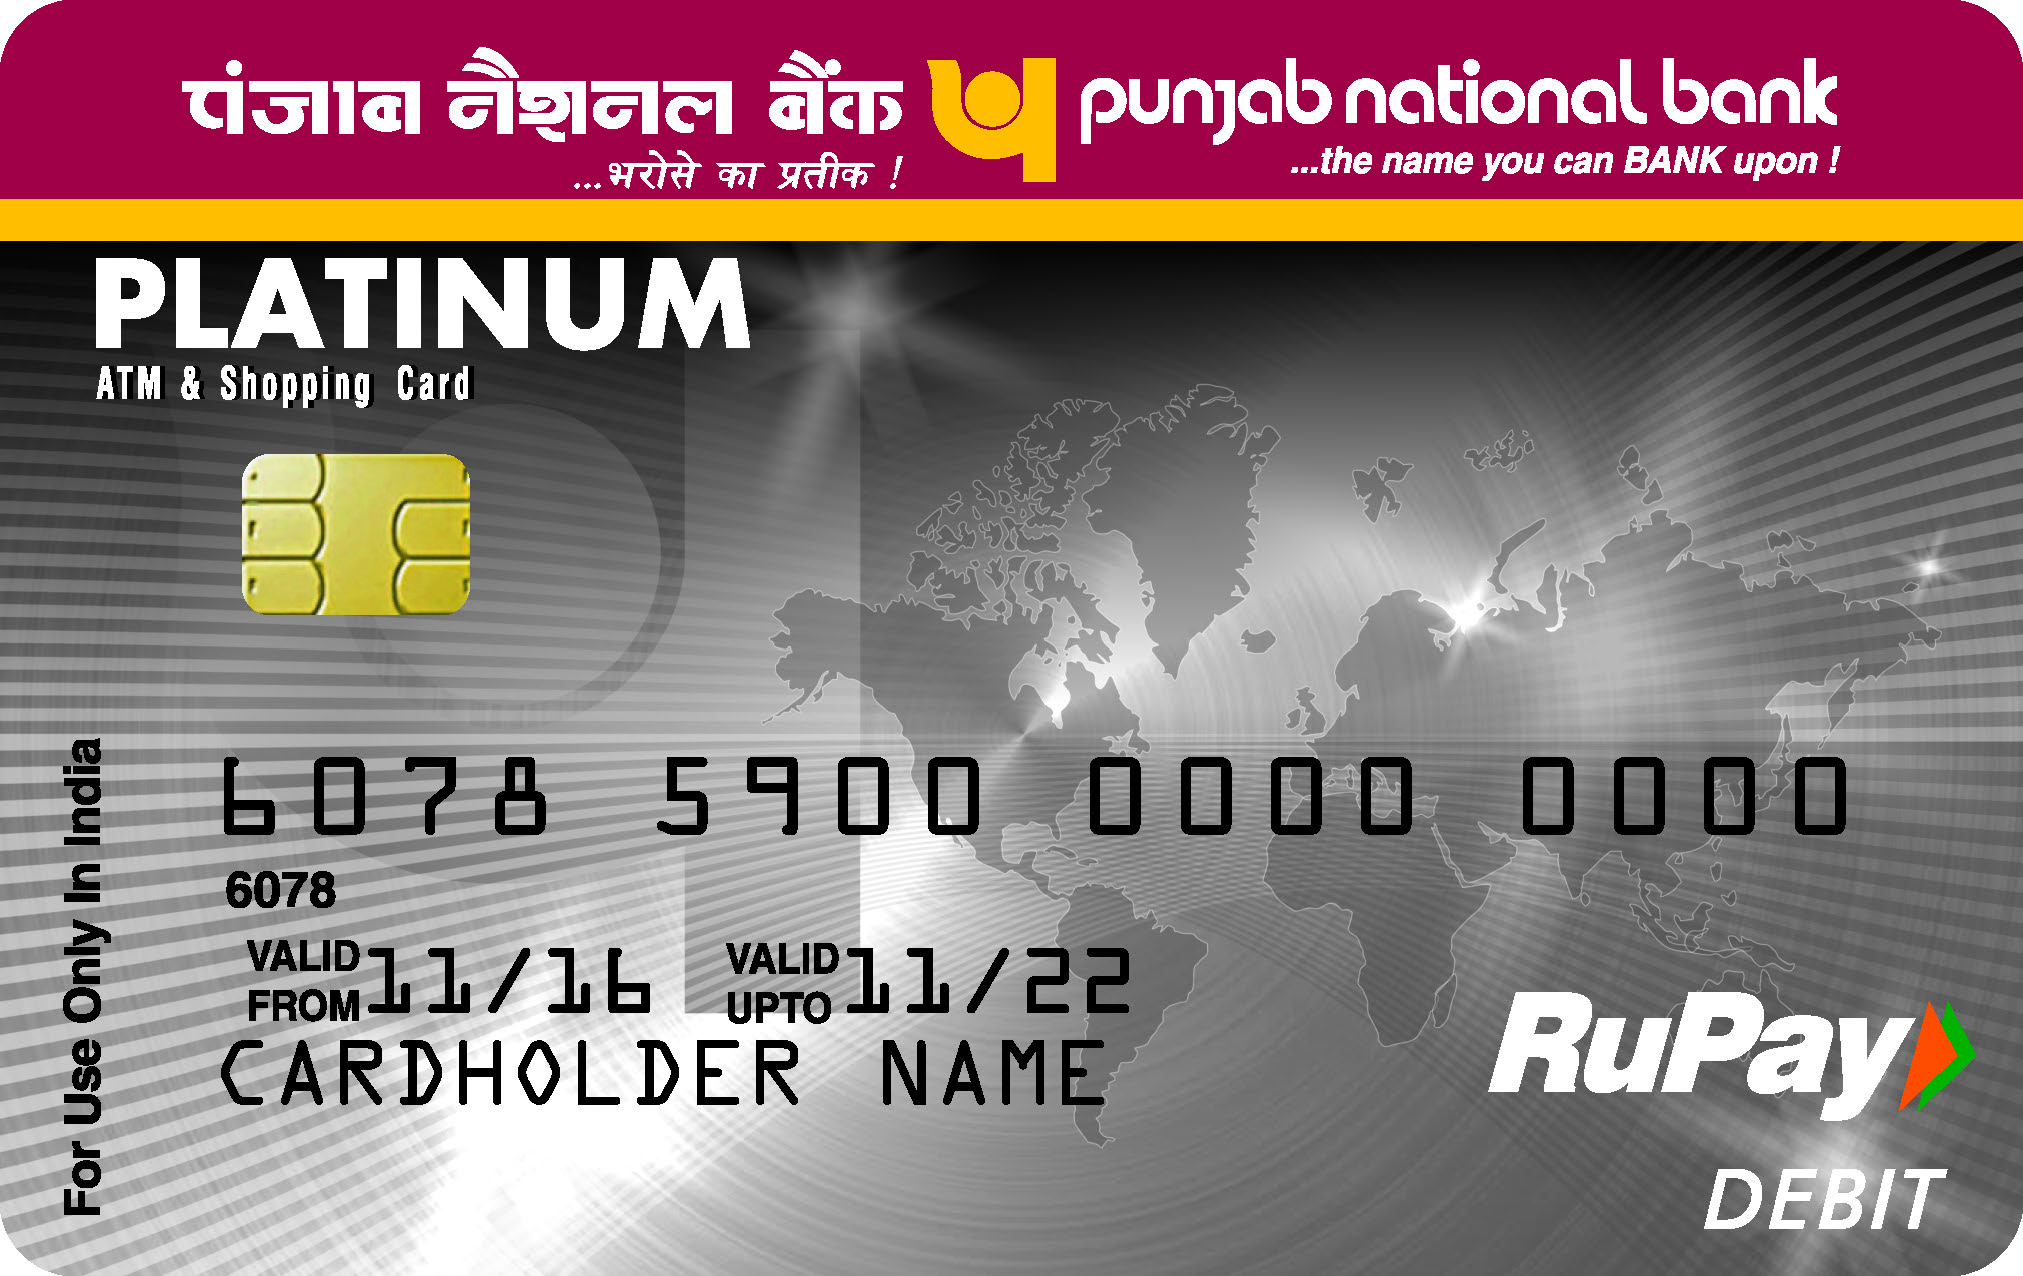 पंजाब नैशनल बैंक punjab national bank
...भरोसे का प्रतीक ! ...the name you can BANK upon !
PLATINUM
ATM & Shopping Card
6078 5900 0000 0000
6078
VALID FROM 11/16 VALID UPTO 11/22
CARDHOLDER NAME
For Use Only In India
RuPay
DEBIT